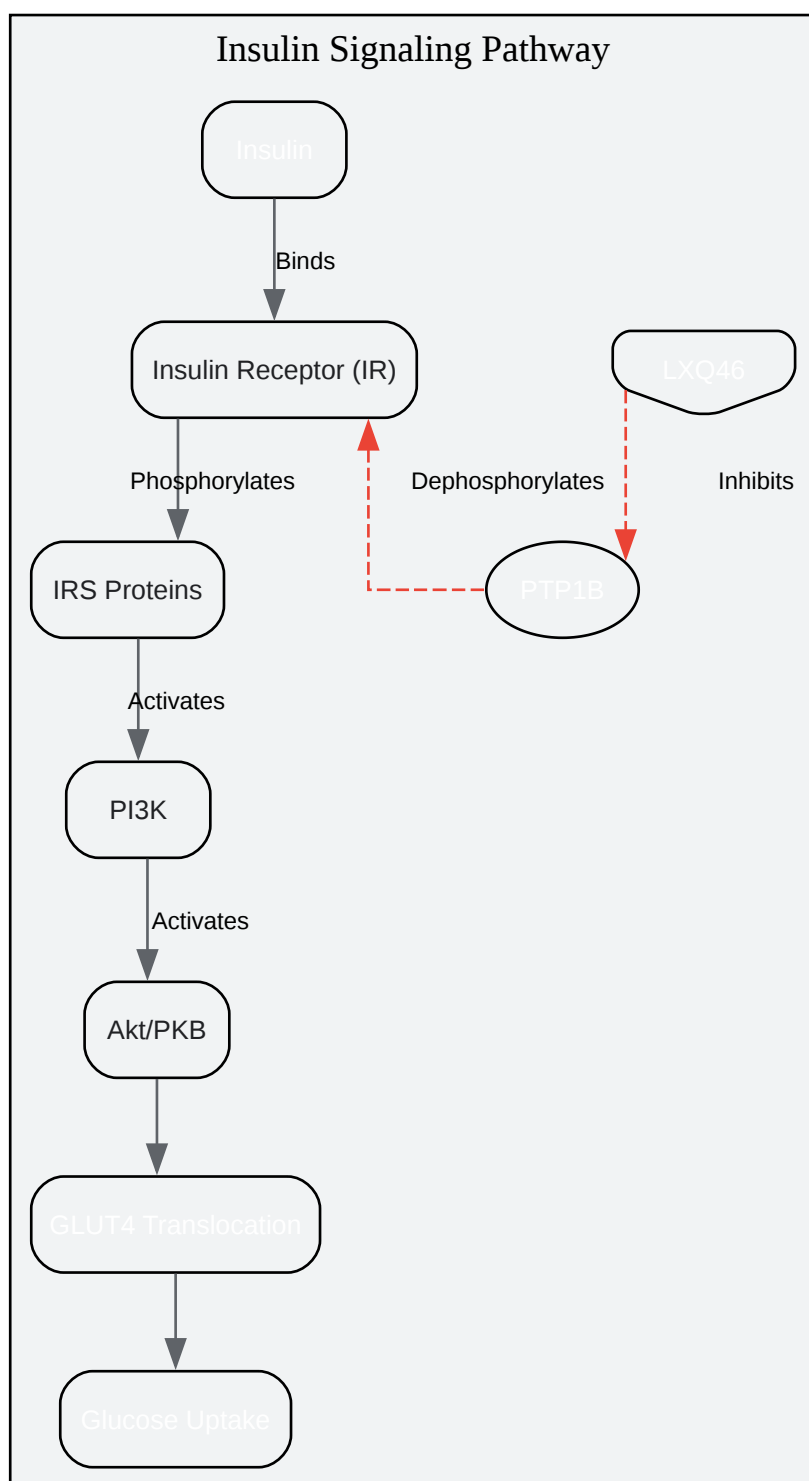 Insulin Signaling Pathway
Insulin
Binds
Insulin Receptor (IR)
LXQ46
Phosphorylates
Dephosphorylates
Inhibits
IRS Proteins
PTP1B
Activates
PI3K
Activates
Akt/PKB
GLUT4 Translocation
Glucose Uptake